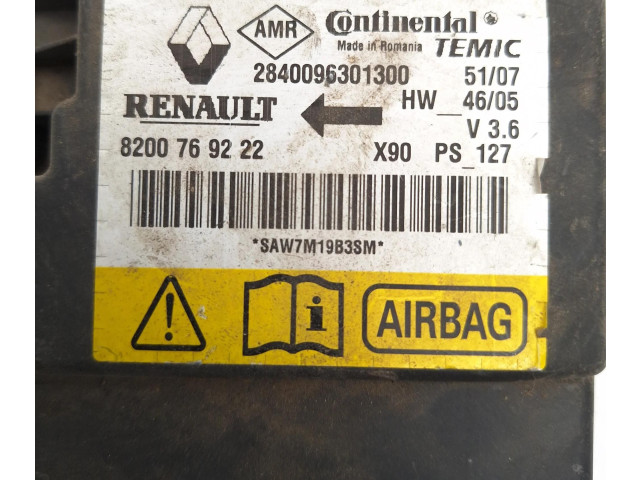 AMR Continental
Made in Romania TEMIC
2840096301300 51/07
RENAULT HW__46/05
V 3.6
8200 76 92 22 X90 PS_127
*SAW7M19B3SM*
! i AIRBAG